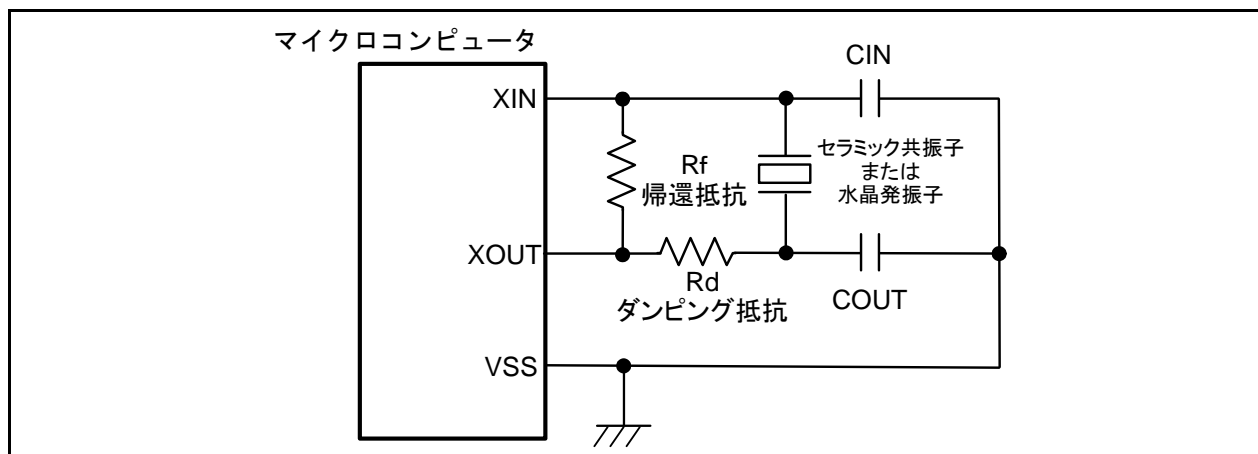 マイクロコンピュータ
CIN
XIN
セラミック共振子
または
水晶発振子
Rf
帰還抵抗
XOUT
Rd
ダンピング抵抗
COUT
VSS